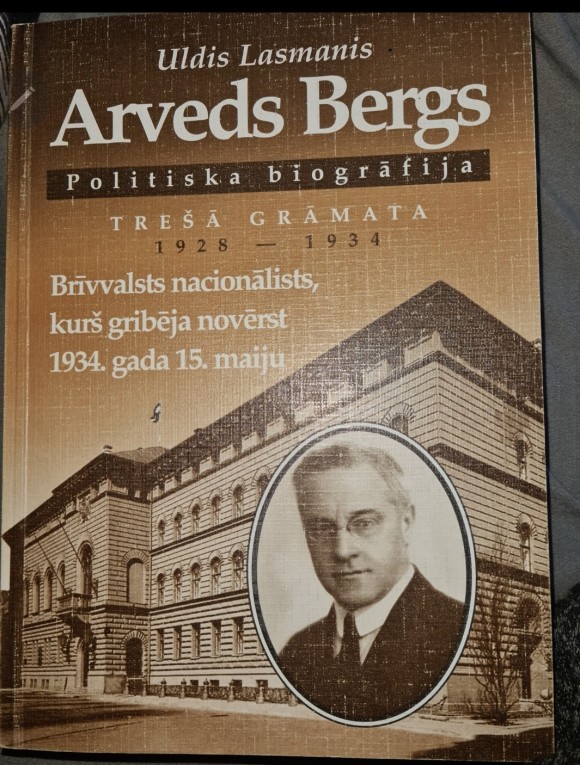 Uldis Lasmanis
Arveds Bergs
Politiska biogrāfija
TREŠĀ GRĀMATA
1928 — 1934
Brīvvalsts nacionālists,
kurš gribēja novērst
1934. gada 15. maiju